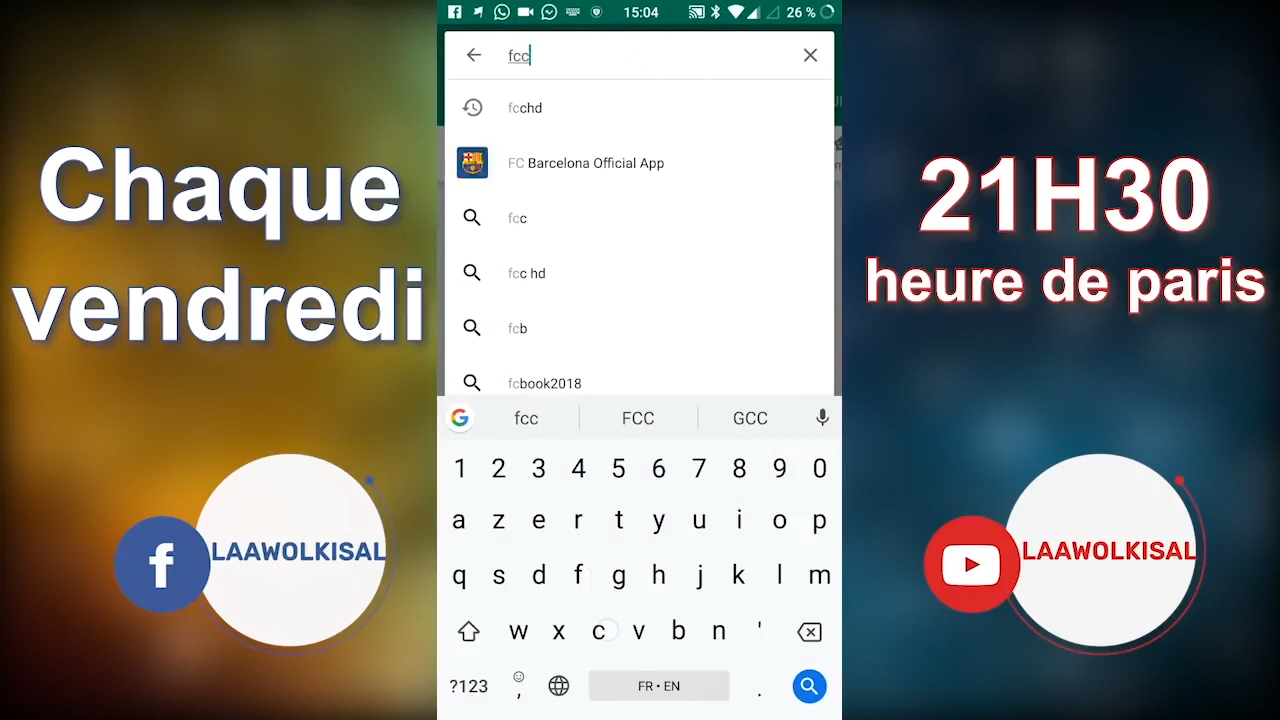 Chaque
vendredi
LAAWOLKISAL
15:04
26 %
fcc
fcchd
FC Barcelona Official App
fcc
fcc hd
fcb
fcbook2018
fcc
FCC
GCC
1 2 3 4 5 6 7 8 9 0
a z e r t y u i o p
q s d f g h j k l m
w x c v b n '
?123 , FR • EN .
21H30
heure de paris
LAAWOLKISAL